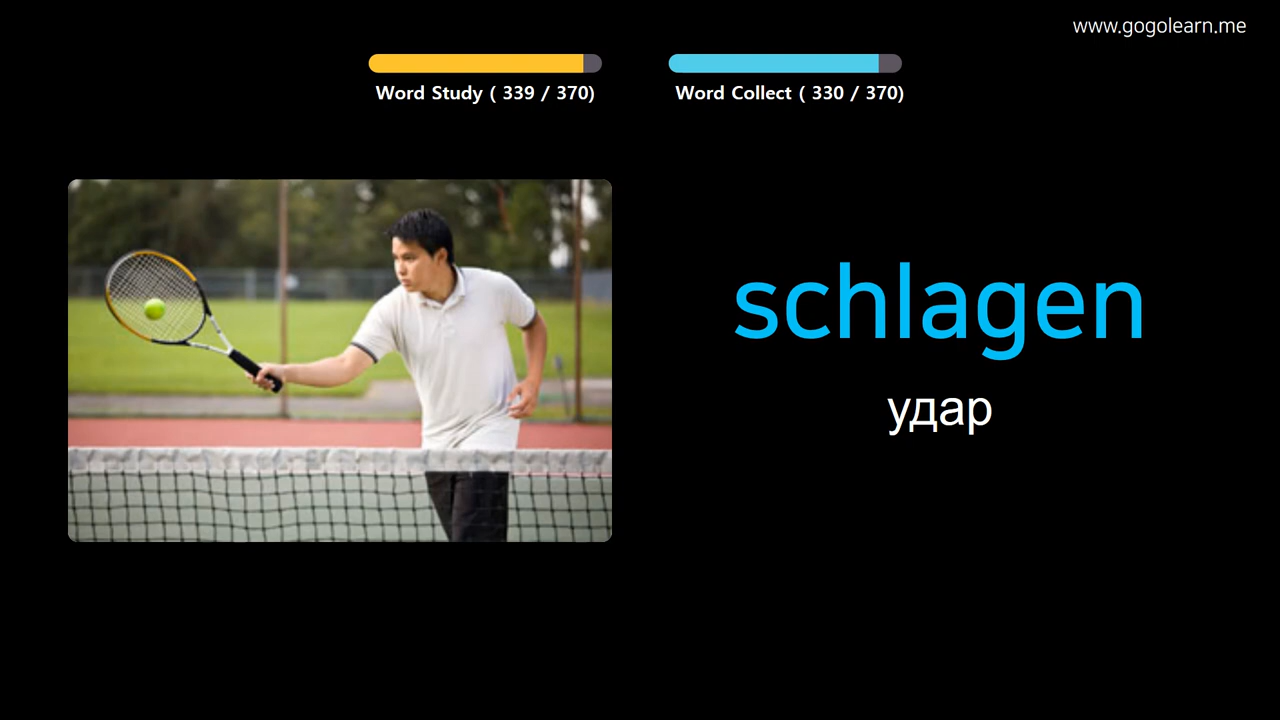 www.gogolearn.me
Word Study ( 339 / 370)
Word Collect ( 330 / 370)
schlagen
удар